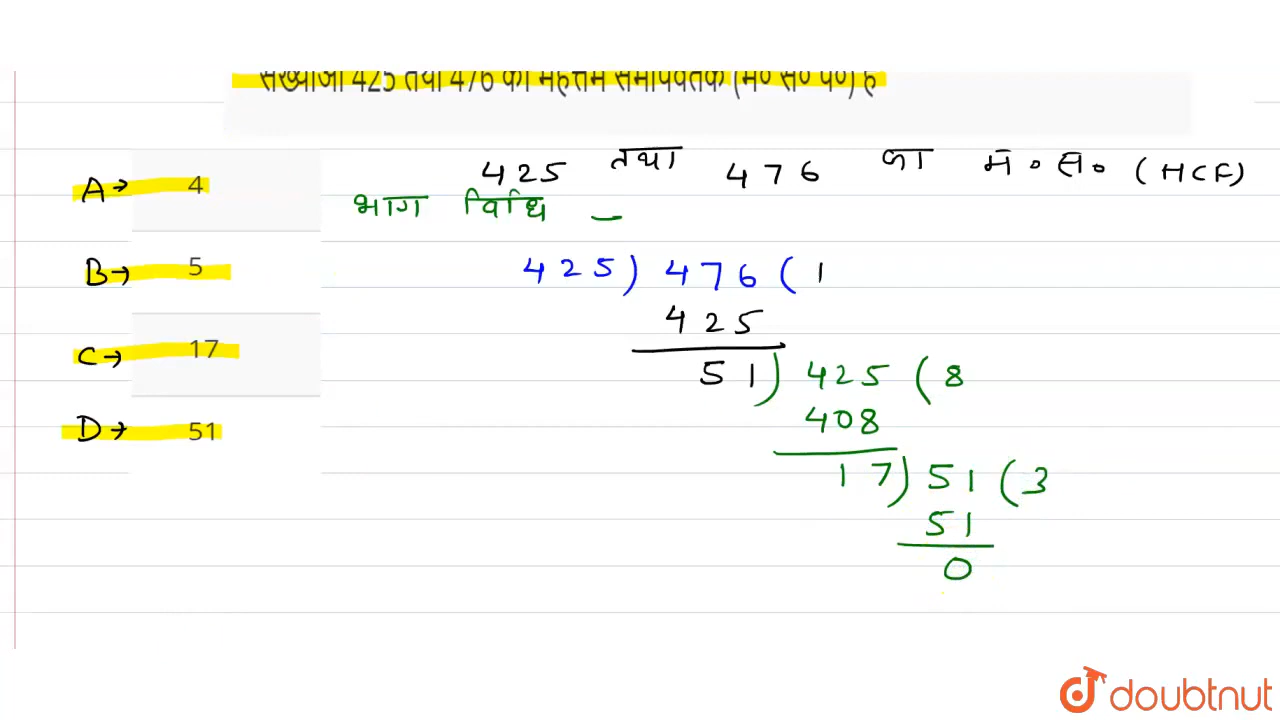 संख्याओं 425 तथा 476 का महत्तम समापवर्तक (म० स० प०) है
425 तथा 476 का म॰ स॰ (HCF)
A→ 4
भाग विधि –
B→ 5
425) 476 (1
425
C→ 17
51) 425 (8
408
D→ 51
17) 51 (3
51
0
doubtnut